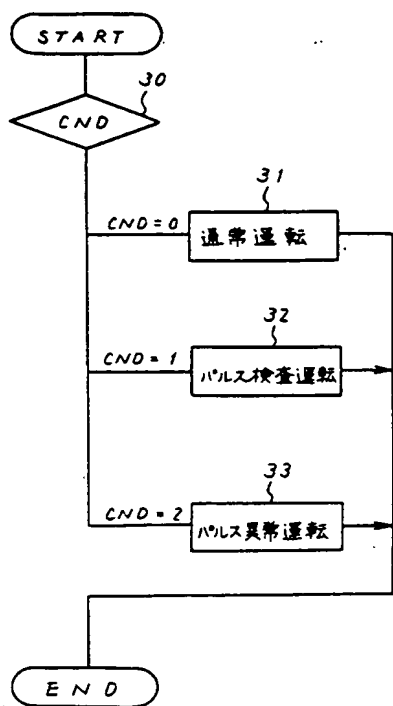 START
30
CND
31
CND=0
通常運転
32
CND=1
パルス検査運転
33
CND=2
パルス異常運転
END